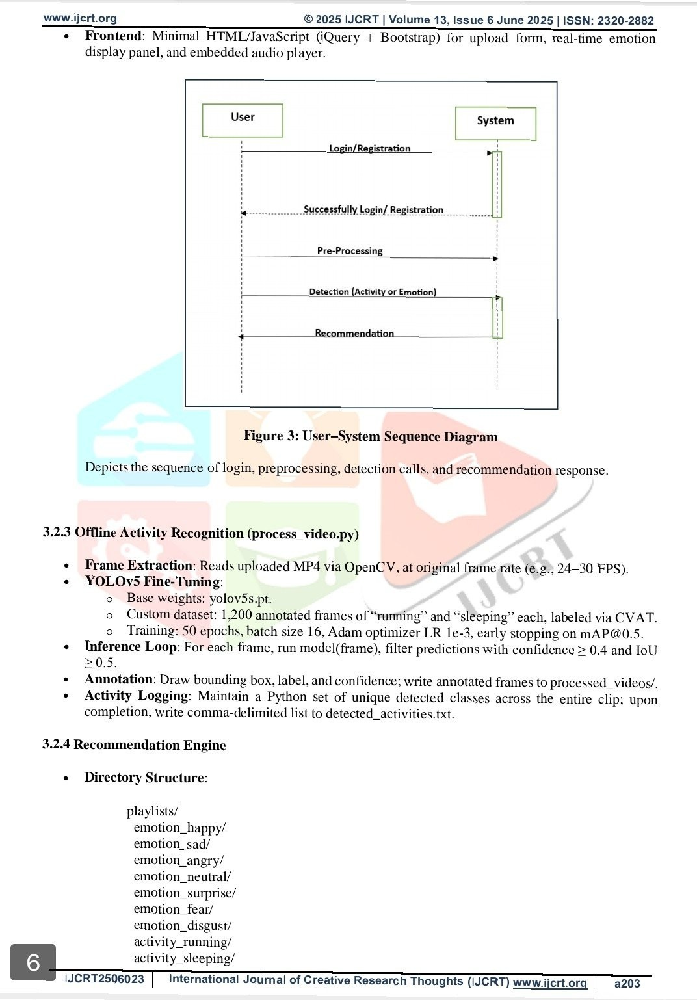 www.ijcrt.org © 2025 IJCRT | Volume 13, Issue 6 June 2025 | ISSN: 2320-2882
• Frontend: Minimal HTML/JavaScript (jQuery + Bootstrap) for upload form, real-time emotion
display panel, and embedded audio player.
User
System
Login/Registration
Successfully Login/ Registration
Pre-Processing
Detection (Activity or Emotion)
Recommendation
Figure 3: User–System Sequence Diagram
Depicts the sequence of login, preprocessing, detection calls, and recommendation response.
IJCRT
3.2.3 Offline Activity Recognition (process_video.py)
• Frame Extraction: Reads uploaded MP4 via OpenCV, at original frame rate (e.g., 24–30 FPS).
• YOLOv5 Fine-Tuning:
o Base weights: yolov5s.pt.
o Custom dataset: 1,200 annotated frames of “running” and “sleeping” each, labeled via CVAT.
o Training: 50 epochs, batch size 16, Adam optimizer LR 1e-3, early stopping on mAP@0.5.
• Inference Loop: For each frame, run model(frame), filter predictions with confidence ≥ 0.4 and IoU
≥ 0.5.
• Annotation: Draw bounding box, label, and confidence; write annotated frames to processed_videos/.
• Activity Logging: Maintain a Python set of unique detected classes across the entire clip; upon
completion, write comma-delimited list to detected_activities.txt.
3.2.4 Recommendation Engine
• Directory Structure:
playlists/
emotion_happy/
emotion_sad/
emotion_angry/
emotion_neutral/
emotion_surprise/
emotion_fear/
emotion_disgust/
activity_running/
activity_sleeping/
6
IJCRT2506023 International Journal of Creative Research Thoughts (IJCRT) www.ijcrt.org a203